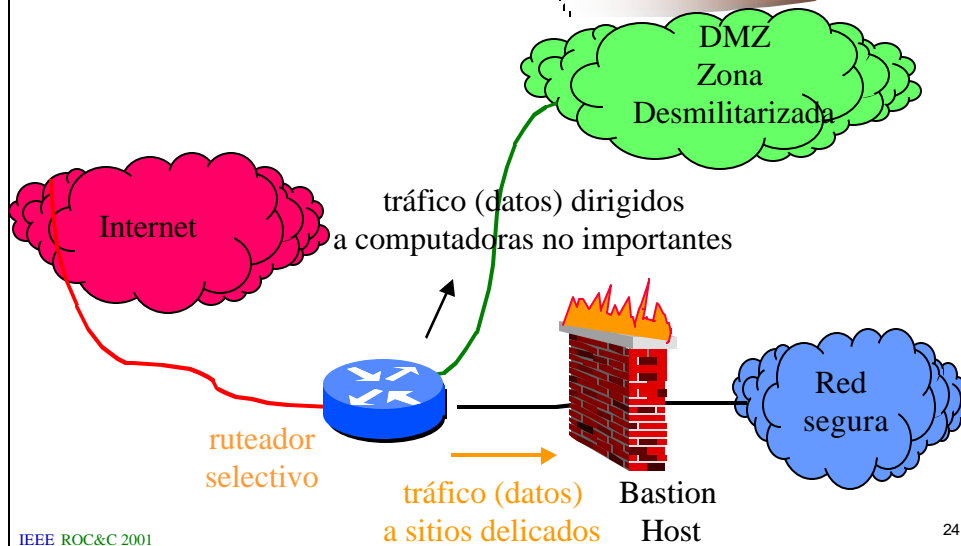 DMZ
Zona
Desmilitarizada
Internet
tráfico (datos) dirigidos
a computadoras no importantes
Red
segura
ruteador
selectivo
tráfico (datos)
a sitios delicados
Bastion
Host
IEEE ROC&C 2001
24